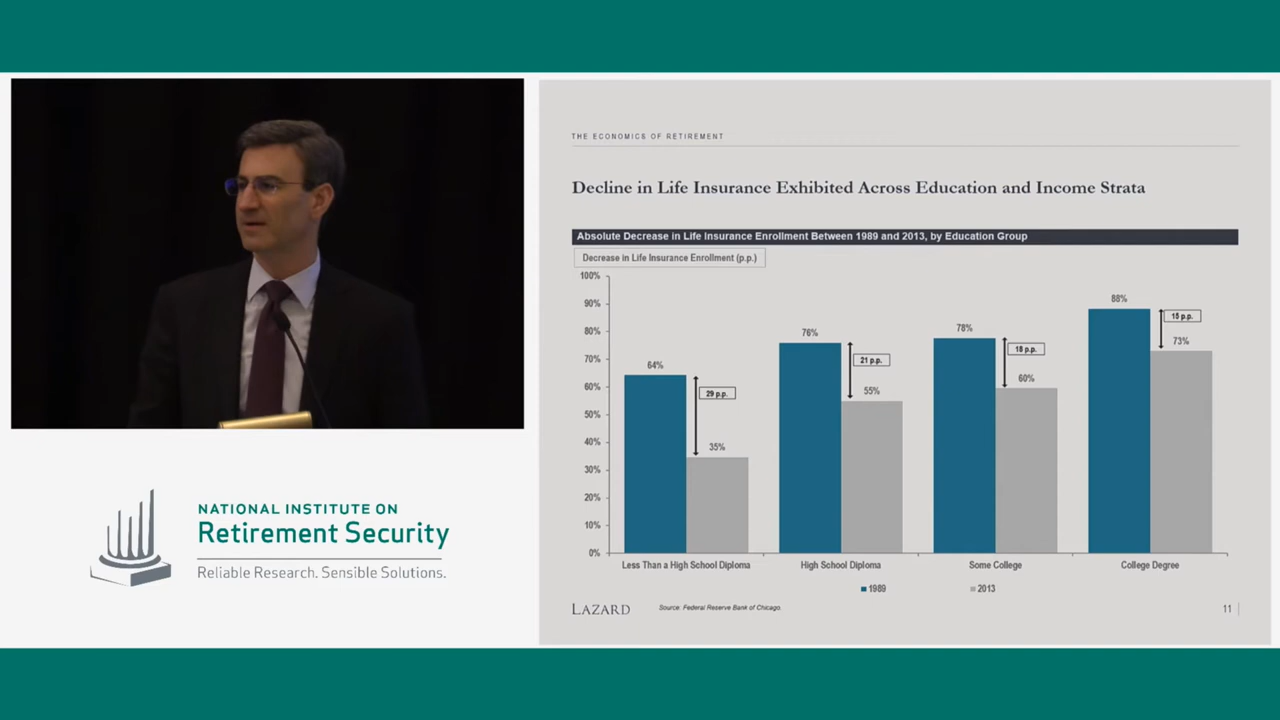 NATIONAL INSTITUTE ON
Retirement Security
Reliable Research. Sensible Solutions.
THE ECONOMICS OF RETIREMENT
Decline in Life Insurance Exhibited Across Education and Income Strata
Absolute Decrease in Life Insurance Enrollment Between 1989 and 2013, by Education Group
Decrease in Life Insurance Enrollment (p.p.)
100%
90%
80%
70%
60%
50%
40%
30%
20%
10%
0%
64%
29 p.p.
35%
76%
21 p.p.
55%
78%
18 p.p.
60%
88%
15 p.p.
73%
Less Than a High School Diploma
High School Diploma
Some College
College Degree
1989
2013
LAZARD
Source: Federal Reserve Bank of Chicago.
11